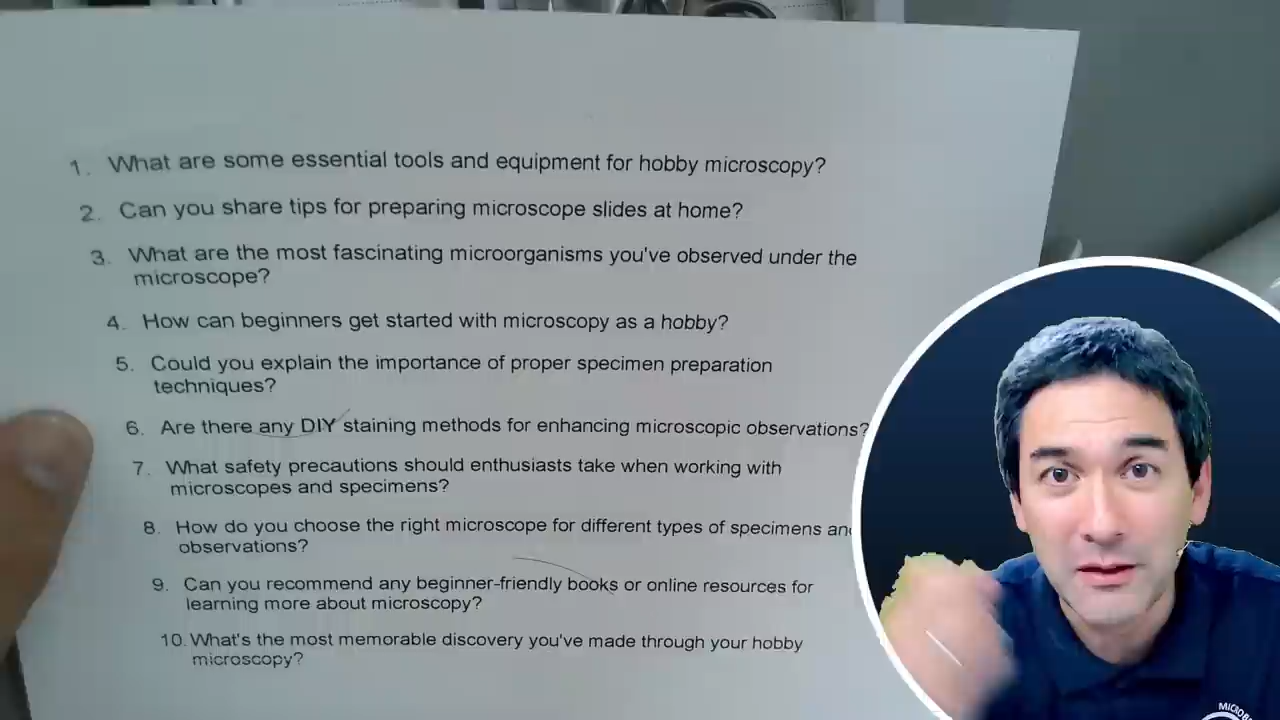 1. What are some essential tools and equipment for hobby microscopy?
2. Can you share tips for preparing microscope slides at home?
3. What are the most fascinating microorganisms you've observed under the
microscope?
4. How can beginners get started with microscopy as a hobby?
5. Could you explain the importance of proper specimen preparation
techniques?
6. Are there any DIY staining methods for enhancing microscopic observations?
7. What safety precautions should enthusiasts take when working with
microscopes and specimens?
8. How do you choose the right microscope for different types of specimens
observations?
9. Can you recommend any beginner-friendly books or online resources for
learning more about microscopy?
10. What's the most memorable discovery you've made through your hobby
microscopy?